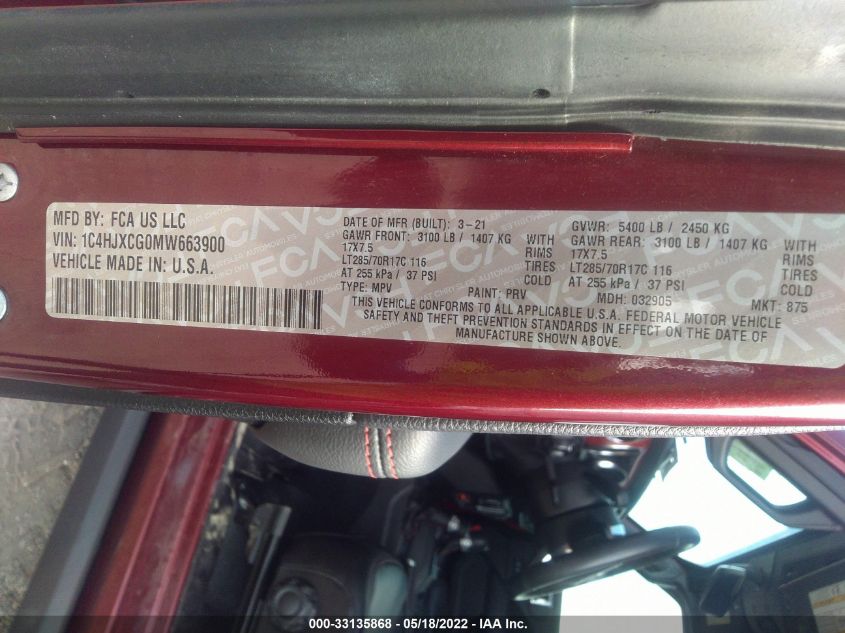 MFD BY: FCA US LLC
VIN: 1C4HJXCG0MW663900
VEHICLE MADE IN: U.S.A.
DATE OF MFR (BUILT): 3-21
GVWR: 5400 LB / 2450 KG
GAWR FRONT: 3100 LB / 1407 KG WITH
GAWR REAR: 3100 LB / 1407 KG WITH
17X7.5 RIMS
17X7.5 RIMS
LT285/70R17C 116 TIRES
LT285/70R17C 116 TIRES
AT 255 kPa / 37 PSI COLD
AT 255 kPa / 37 PSI COLD
TYPE: MPV PAINT: PRV MDH: 032905 MKT: 875
THIS VEHICLE CONFORMS TO ALL APPLICABLE U.S.A. FEDERAL MOTOR VEHICLE
SAFETY AND THEFT PREVENTION STANDARDS IN EFFECT ON THE DATE OF
MANUFACTURE SHOWN ABOVE.
000-33135868 - 05/18/2022 - IAA Inc.